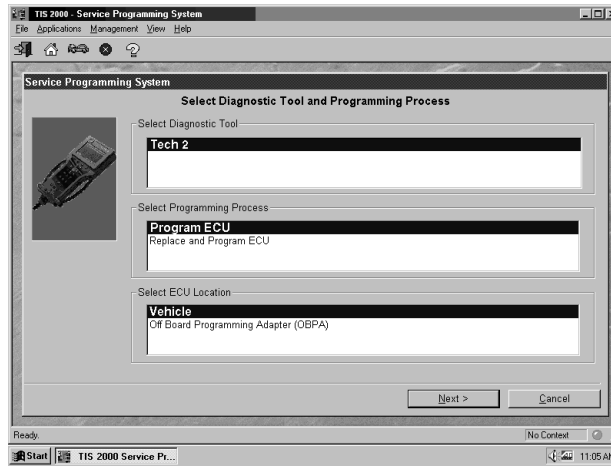 TIS 2000 - Service Programming System
File Applications Management View Help
Service Programming System
Select Diagnostic Tool and Programming Process
Select Diagnostic Tool
Tech 2
Select Programming Process
Program ECU
Replace and Program ECU
Select ECU Location
Vehicle
Off Board Programming Adapter (OBPA)
Next > Cancel
Ready. No Context
Start TIS 2000 Service Pr... 11:05 AM